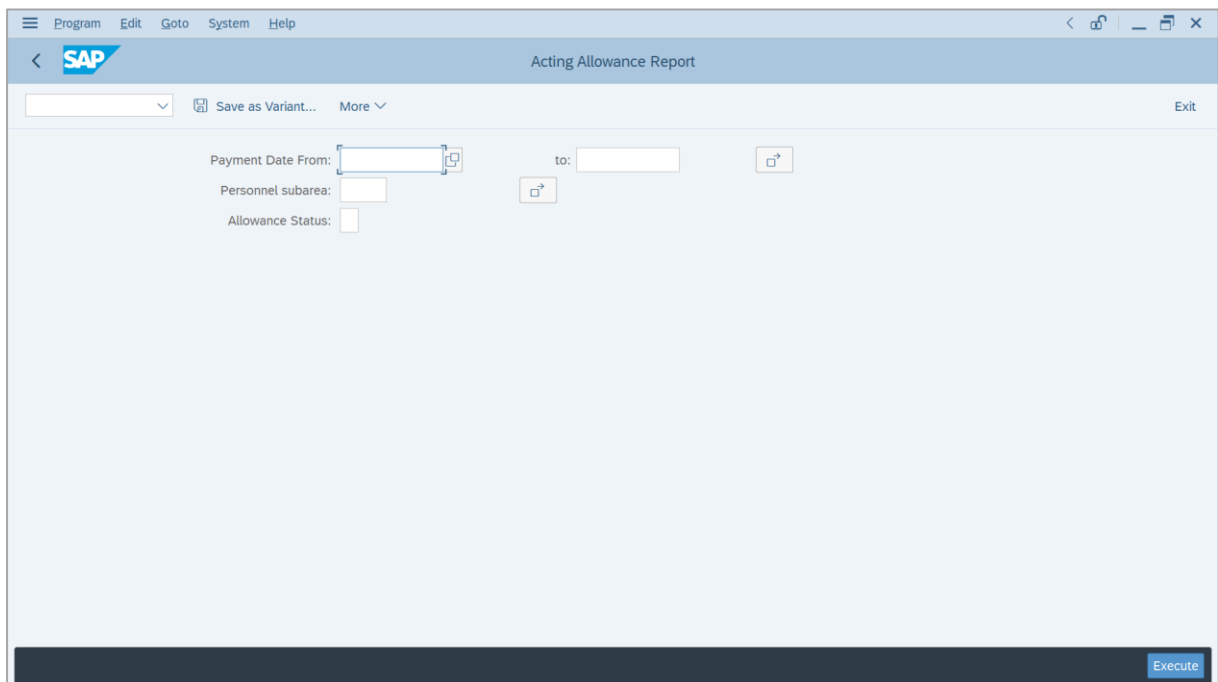 Program Edit Goto System Help
SAP
Acting Allowance Report
Save as Variant... More Exit
Payment Date From: to:
Personnel subarea:
Allowance Status:
Execute